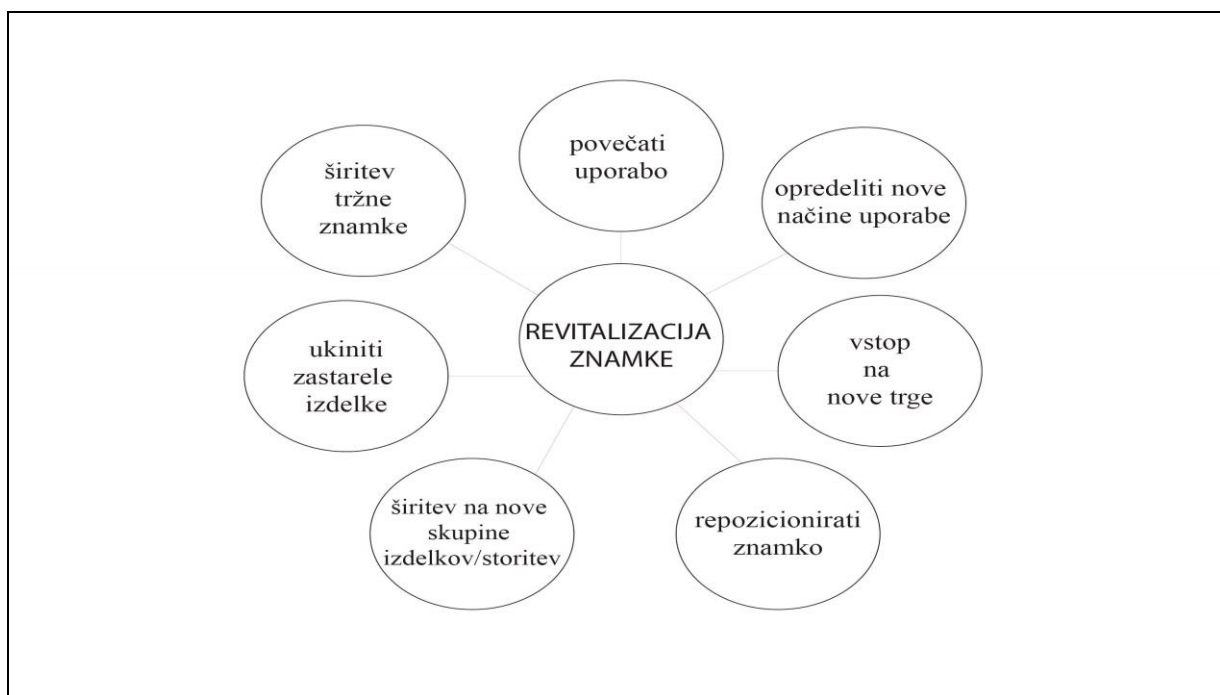 povečati
uporabo
opredeliti nove
načine uporabe
vstop
na
nove trge
repozicionirati
znamko
širitev na nove
skupine
izdelkov/storitev
ukiniti
zastarele
izdelke
širitev
tržne
znamke
REVITALIZACIJA
ZNAMKE